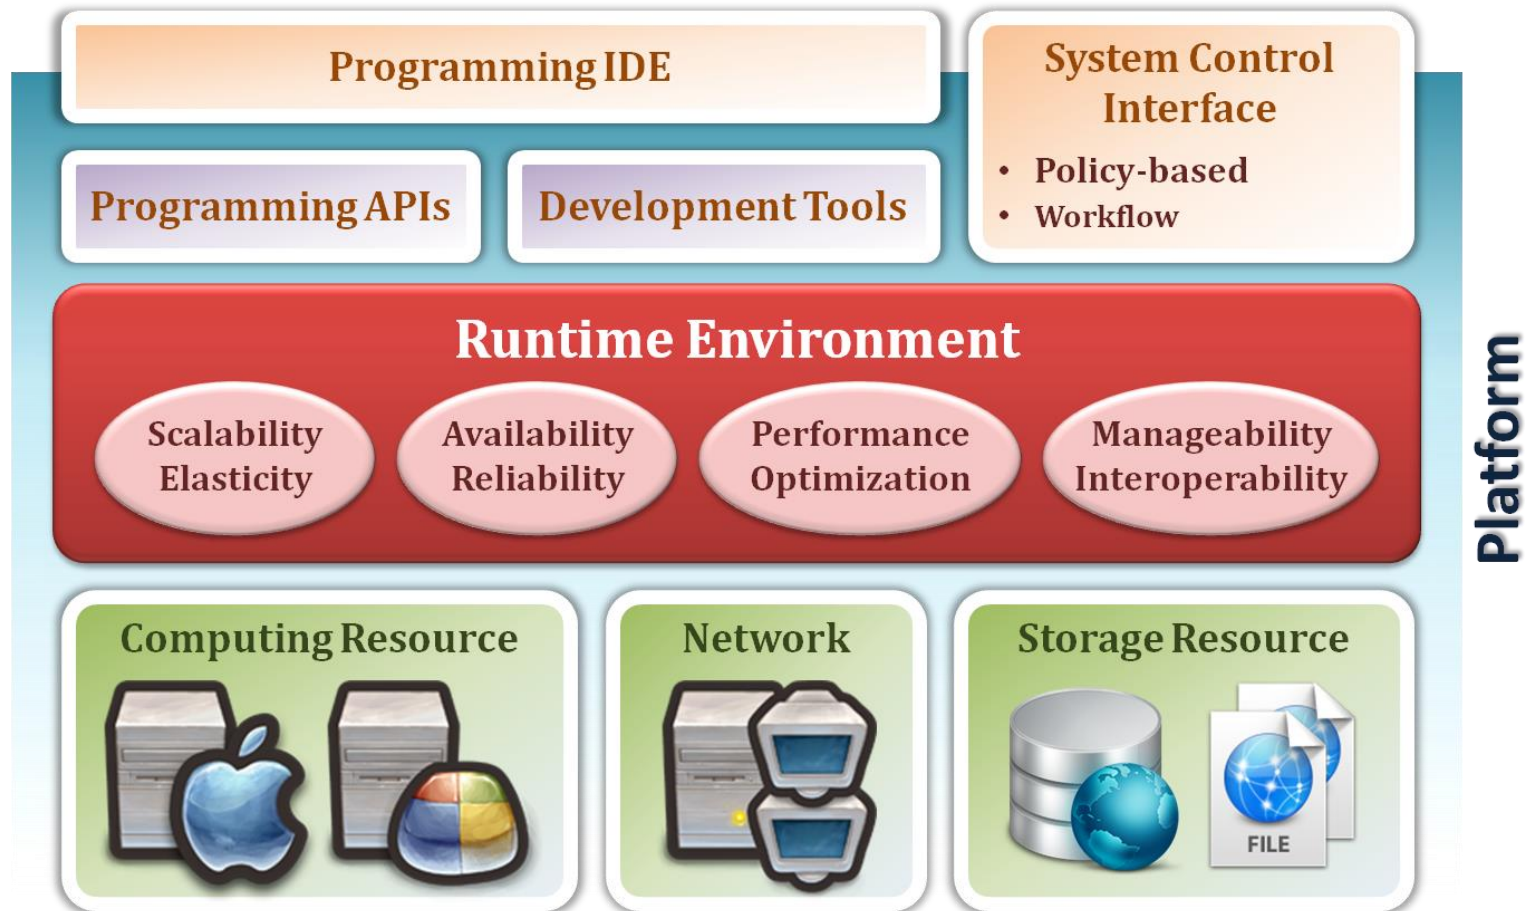 Programming IDE
System Control
Interface
• Policy-based
• Workflow
Programming APIs
Development Tools
Runtime Environment
Scalability
Elasticity
Availability
Reliability
Performance
Optimization
Manageability
Interoperability
Platform
Computing Resource
Network
Storage Resource
FILE